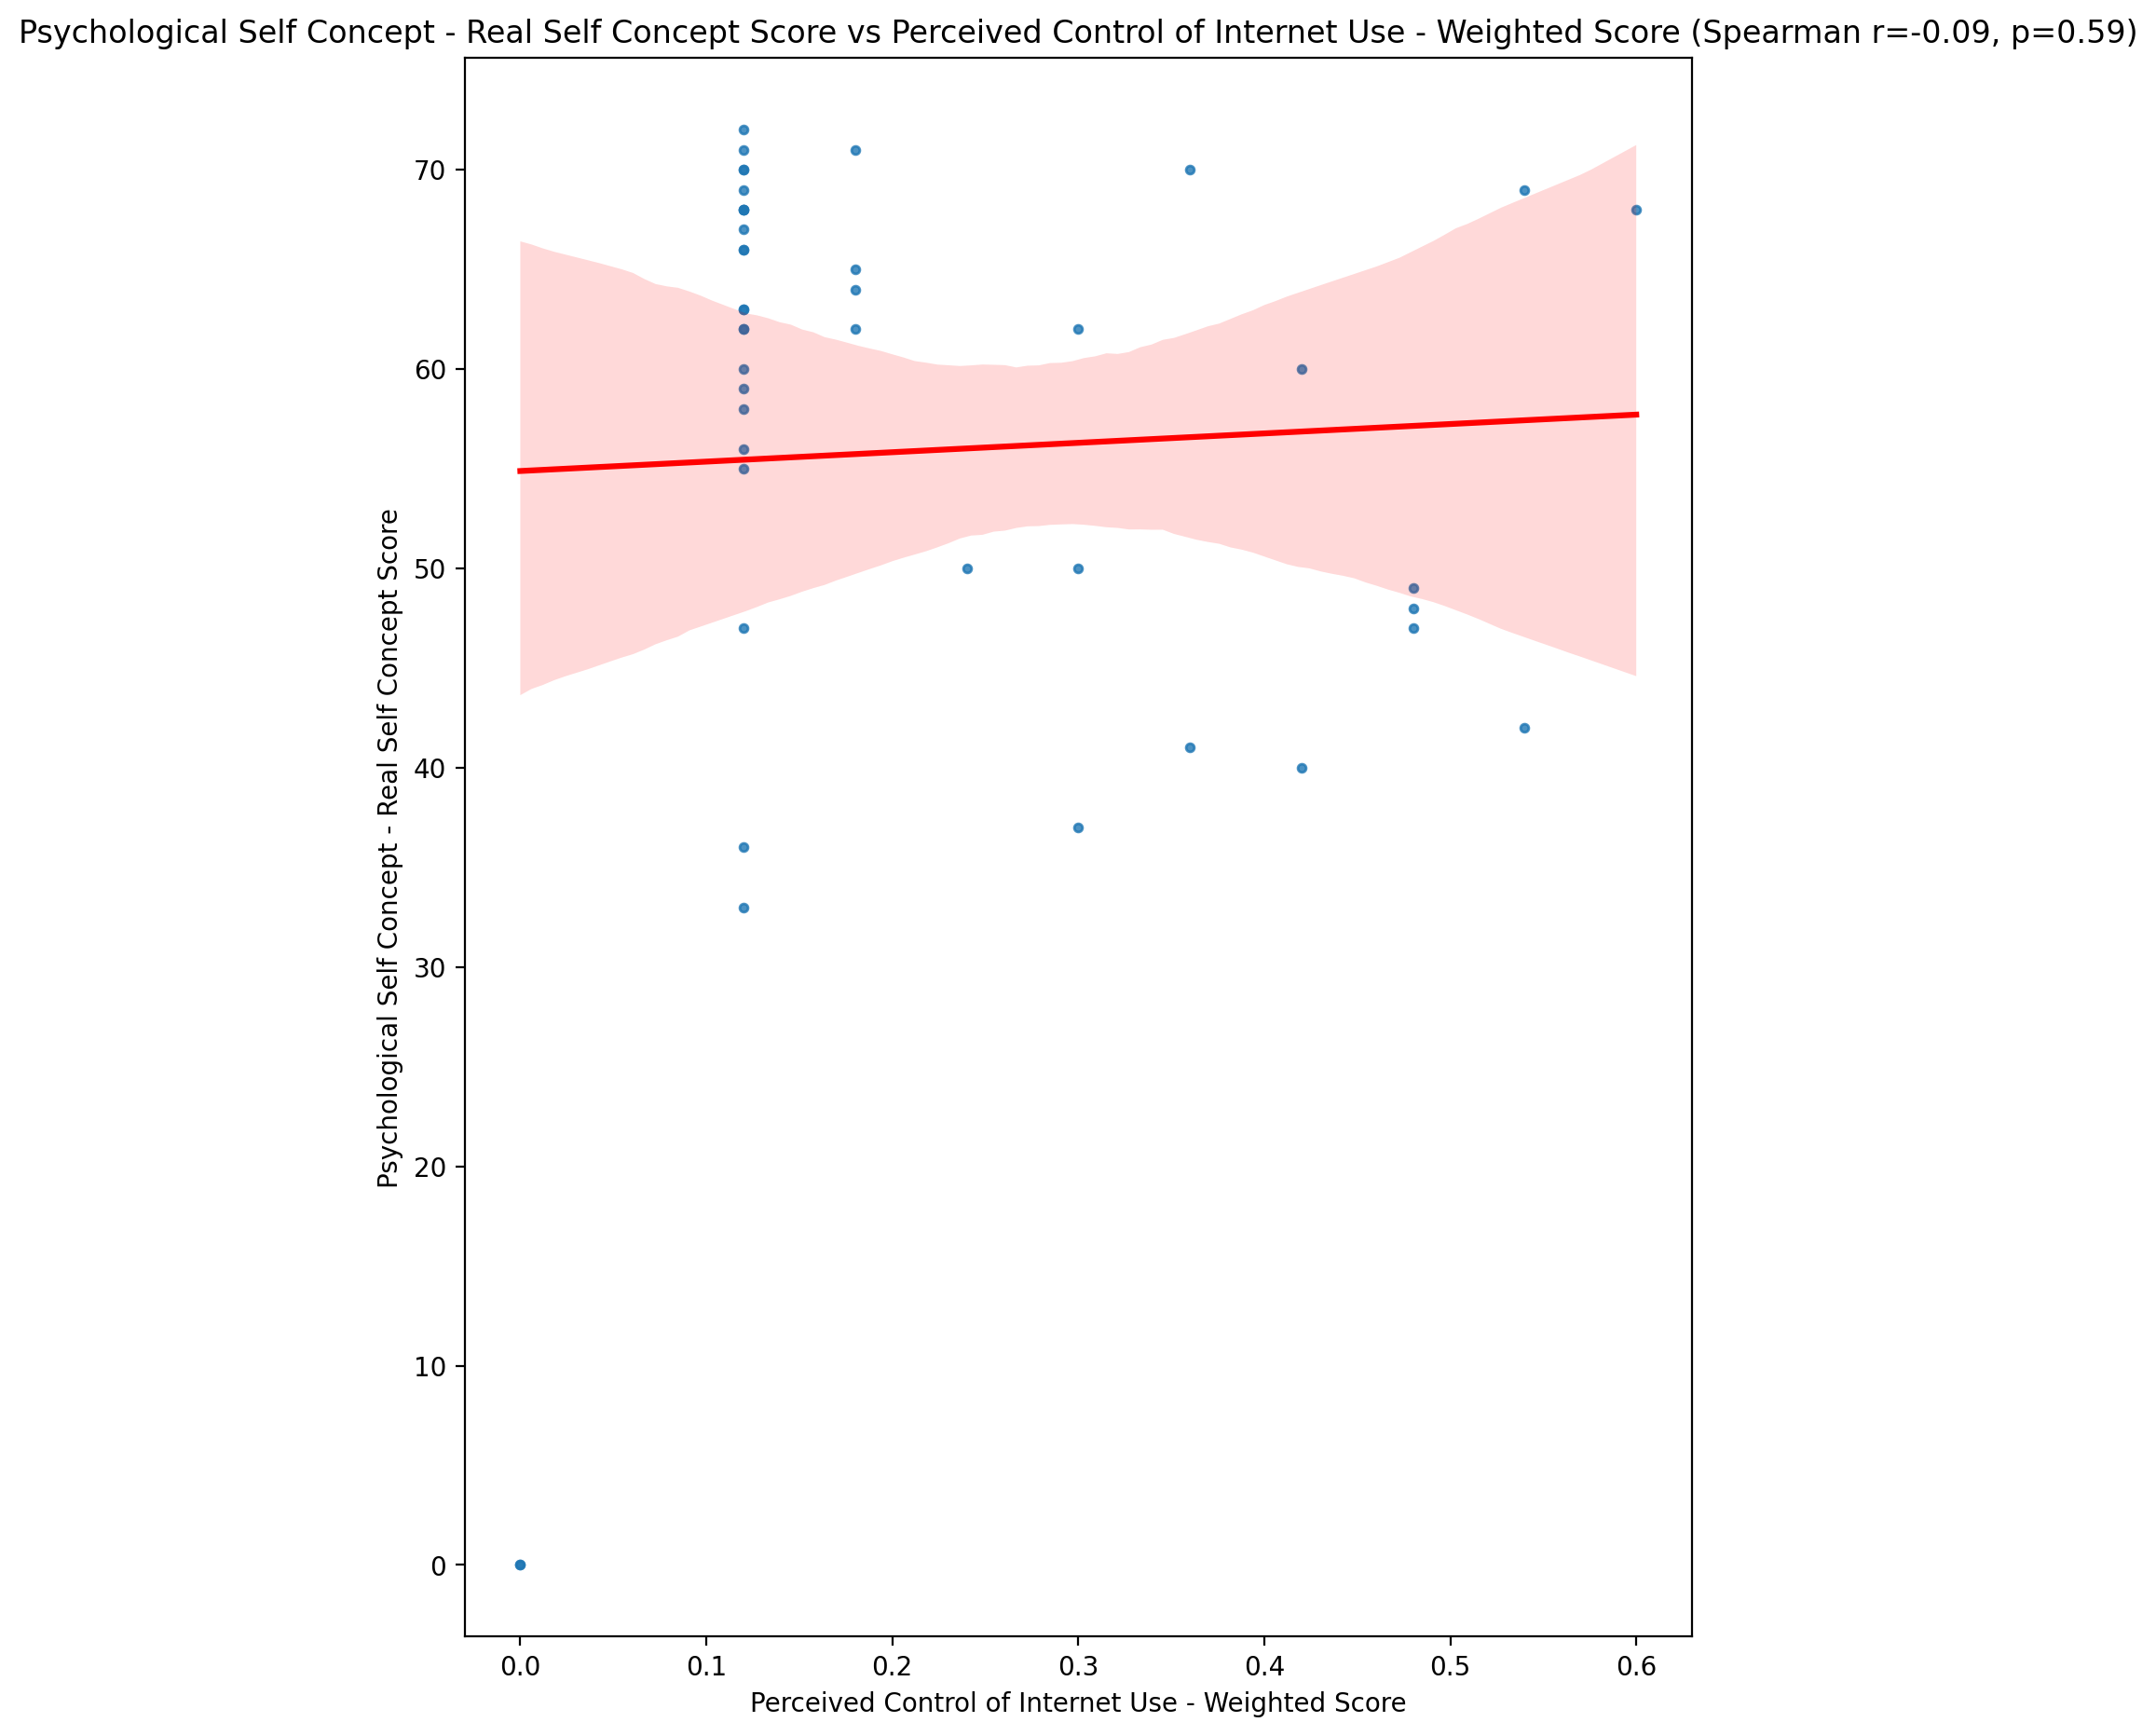 Psychological Self Concept - Real Self Concept Score vs Perceived Control of Internet Use - Weighted Score (Spearman r=-0.09, p=0.59)
Psychological Self Concept - Real Self Concept Score
70
60
50
40
30
20
10
0
0.0 0.1 0.2 0.3 0.4 0.5 0.6
Perceived Control of Internet Use - Weighted Score